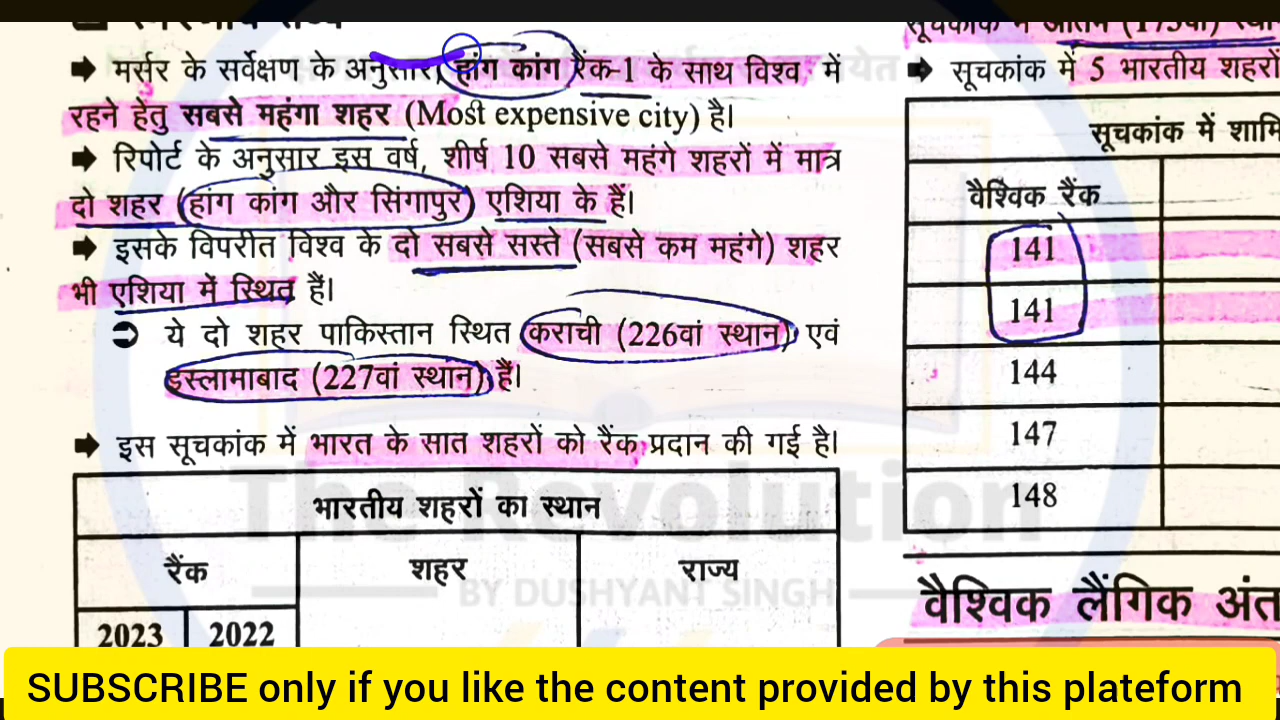 ➡ मर्सर के सर्वेक्षण के अनुसार, हांग कांग रैंक-1 के साथ विश्व में
रहने हेतु सबसे महंगा शहर (Most expensive city) है।
➡ रिपोर्ट के अनुसार इस वर्ष, शीर्ष 10 सबसे महंगे शहरों में मात्र
दो शहर (हांग कांग और सिंगापुर) एशिया के हैं।
➡ इसके विपरीत विश्व के दो सबसे सस्ते (सबसे कम महंगे) शहर
भी एशिया में स्थित हैं।
➲ ये दो शहर पाकिस्तान स्थित कराची (226वां स्थान) एवं
इस्लामाबाद (227वां स्थान) हैं।
➡ इस सूचकांक में भारत के सात शहरों को रैंक प्रदान की गई है।
भारतीय शहरों का स्थान
रैंक शहर राज्य
2023 2022
सूचकांक में अंतिम (173वां)
➡ सूचकांक में 5 भारतीय शहरों
सूचकांक में
वैश्विक रैंक
141
141
144
147
148
वैश्विक लैंगिक
The Revolution
BY DUSHYANT SINGH
SUBSCRIBE only if you like the content provided by this plateform